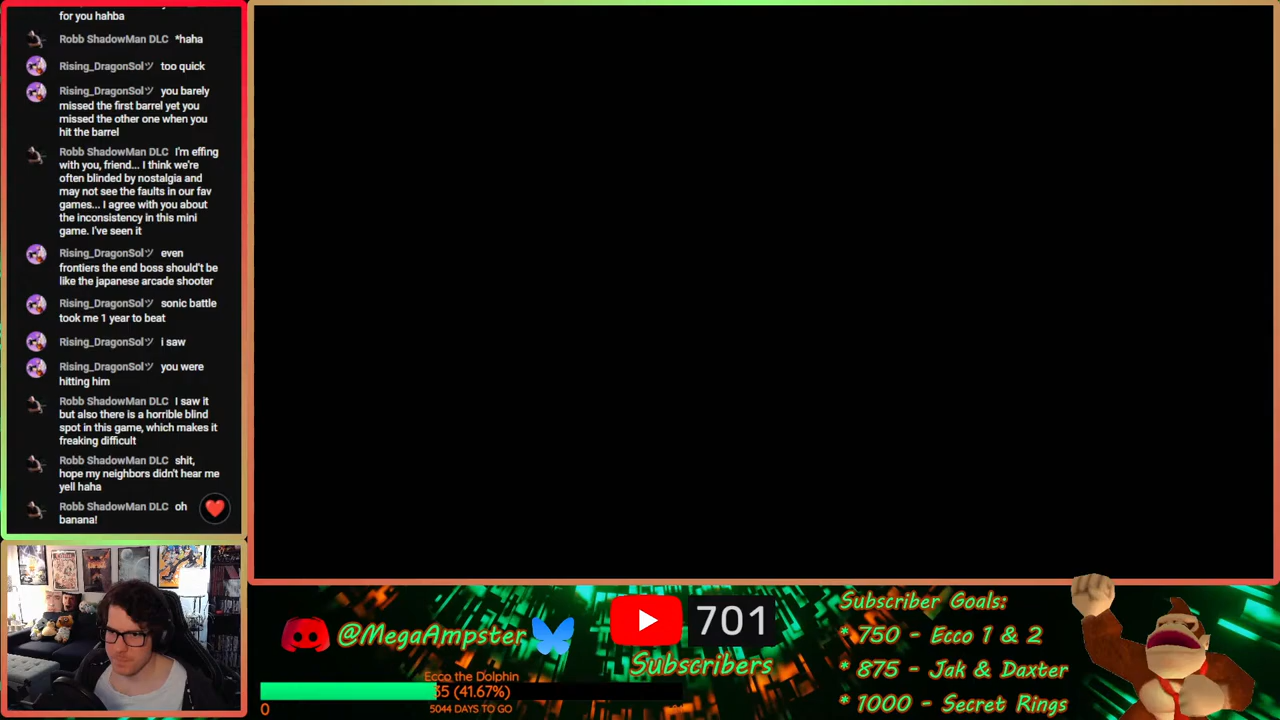 for you hahba
Robb ShadowMan DLC *haha
Rising_DragonSolツ too quick
Rising_DragonSolツ you barely
missed the first barrel yet you
missed the other one when you
hit the barrel
Robb ShadowMan DLC I'm effing
with you, friend... I think we're
often blinded by nostalgia and
may not see the faults in our fav
games... I agree with you about
the inconsistency in this mini
game. I've seen it
Rising_DragonSolツ even
frontiers the end boss should't be
like the japanese arcade shooter
Rising_DragonSolツ sonic battle
took me 1 year to beat
Rising_DragonSolツ i saw
Rising_DragonSolツ you were
hitting him
Robb ShadowMan DLC I saw it
but also there is a horrible blind
spot in this game, which makes it
freaking difficult
Robb ShadowMan DLC shit,
hope my neighbors didn't hear me
yell haha
Robb ShadowMan DLC oh
banana!
@MegaAmpster
Ecco the Dolphin
35 (41.67%)
0
5044 DAYS TO GO
701
Subscribers
Subscriber Goals:
* 750 - Ecco 1 & 2
* 875 - Jak & Daxter
* 1000 - Secret Rings